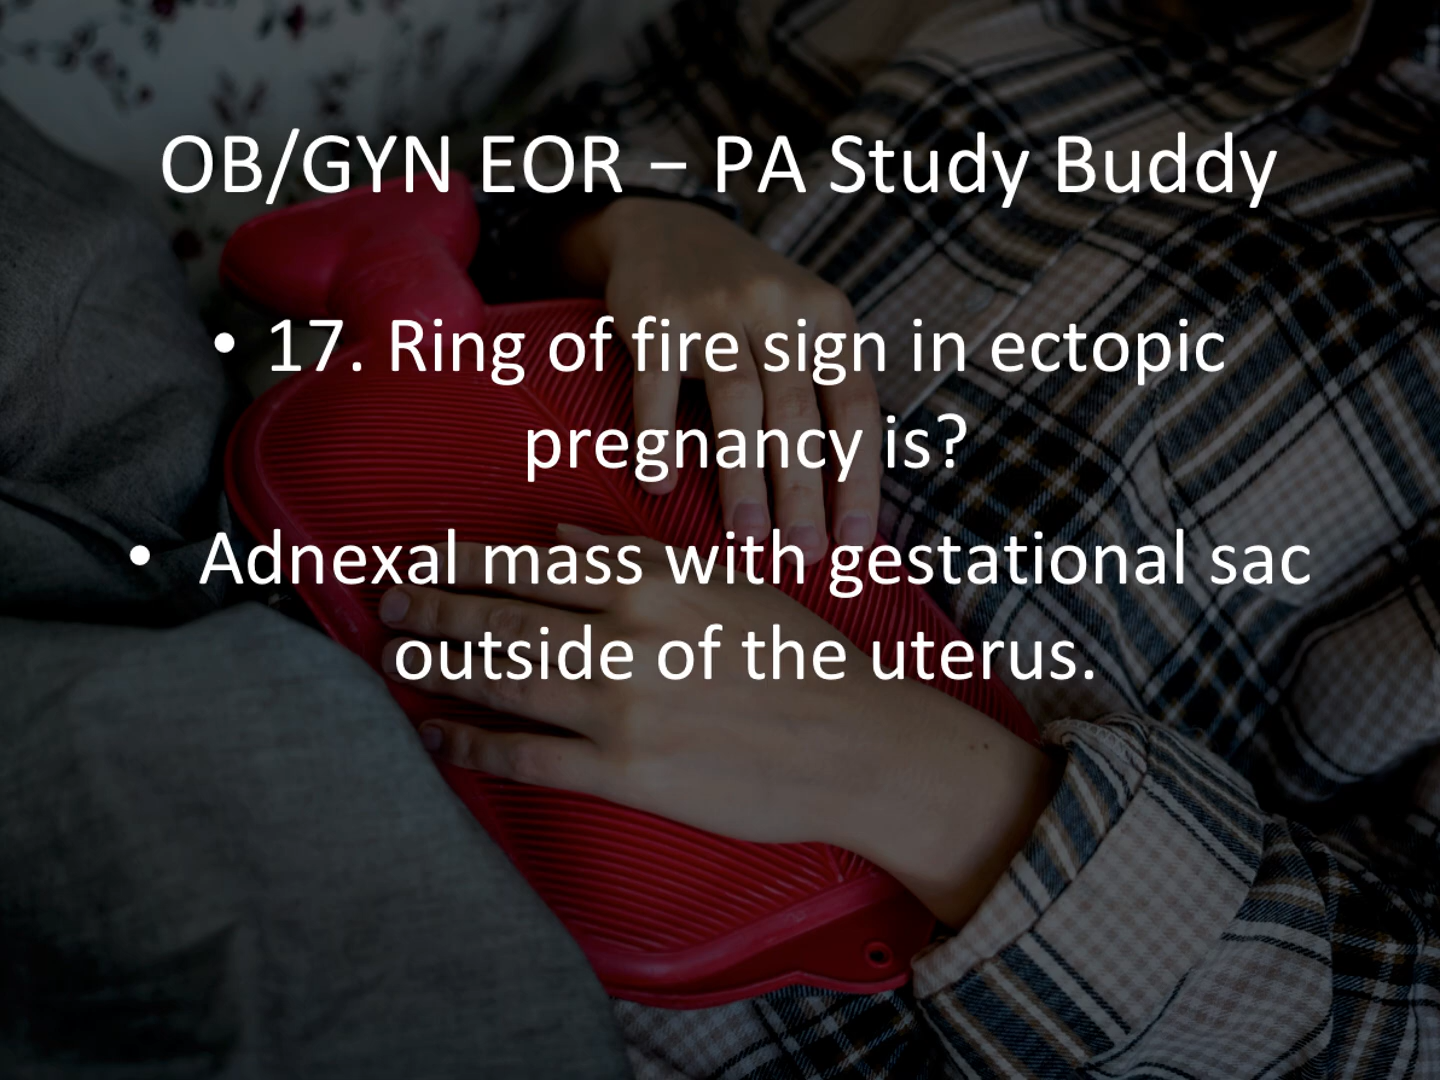 OB/GYN EOR – PA Study Buddy
• 17. Ring of fire sign in ectopic
pregnancy is?
• Adnexal mass with gestational sac
outside of the uterus.